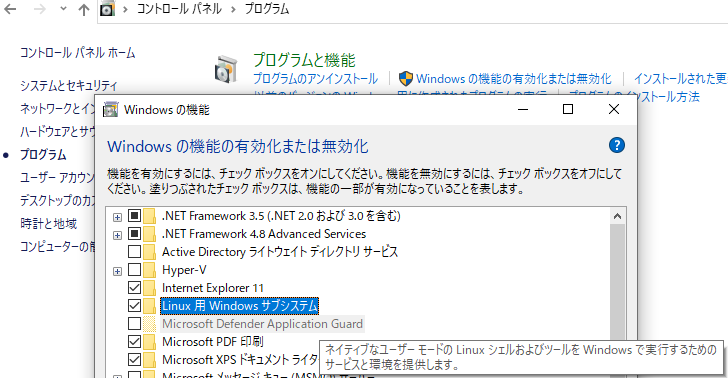 コントロール パネル › プログラム
コントロール パネル ホーム
システムとセキュリティ
ネットワークとイン
ハードウェアとサウ
プログラム
ユーザー アカウン
デスクトップのカス
時計と地域
コンピューターの簡
プログラムと機能
プログラムのアンインストール
Windows の機能の有効化または無効化
インストールされた更
プログラムのインストール方法
Windows の機能
Windows の機能の有効化または無効化
機能を有効にするには、チェック ボックスをオンにしてください。機能を無効にするには、チェック ボックスをオフにし
てください。塗りつぶされたチェック ボックスは、機能の一部が有効になっていることを表します。
.NET Framework 3.5 (.NET 2.0 および 3.0 を含む)
.NET Framework 4.8 Advanced Services
Active Directory ライトウェイト ディレクトリ サービス
Hyper-V
Internet Explorer 11
Linux 用 Windows サブシステム
Microsoft Defender Application Guard
Microsoft PDF 印刷
Microsoft XPS ドキュメント ライタ
ネイティブなユーザー モードの Linux シェルおよびツールを Windows で実行するための
サービスと環境を提供します。